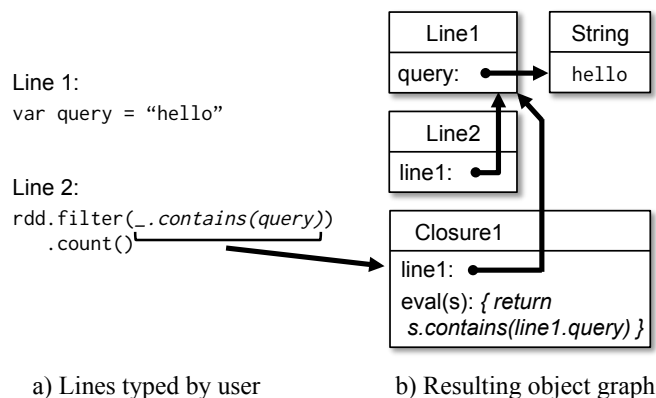 Line 1:
var query = “hello”
Line 2:
rdd.filter(_.contains(query))
.count()
Line1
query:
String
hello
Line2
line1:
Closure1
line1:
eval(s): { return
s.contains(line1.query) }
a) Lines typed by user
b) Resulting object graph